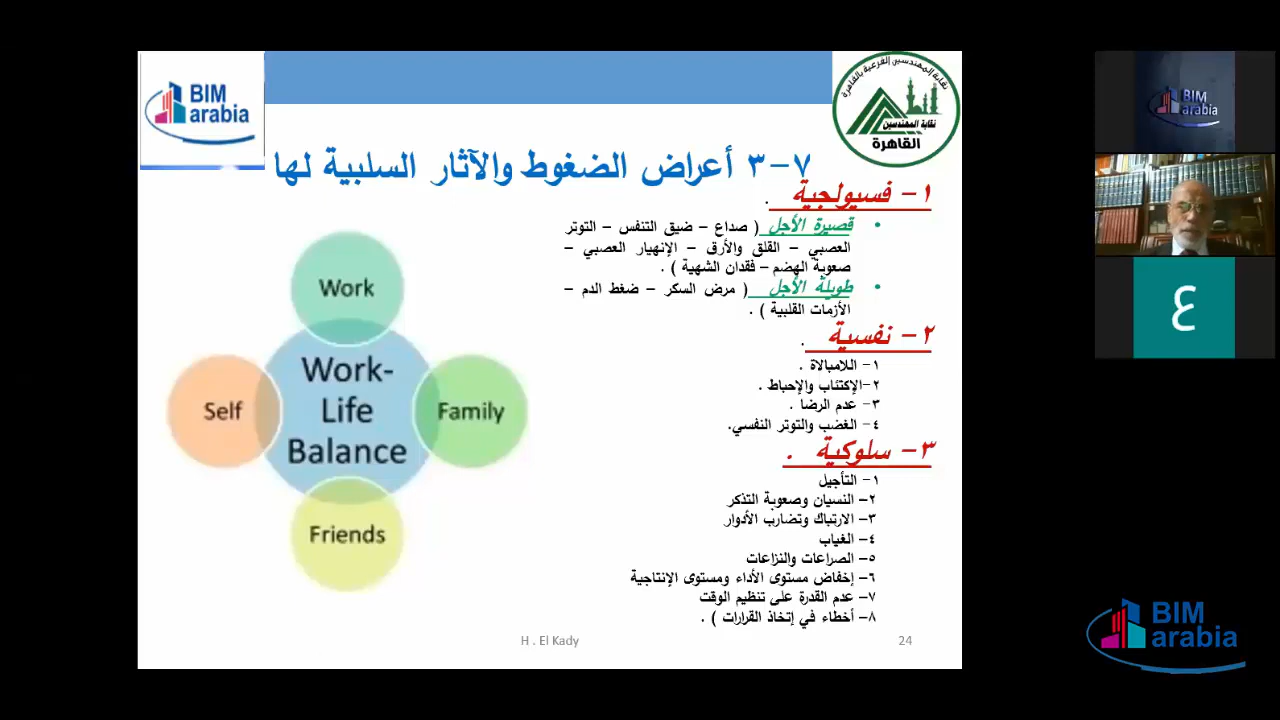 BIM
arabia
نقابة المهندسين الفرعية بالقاهرة
نقابة المهندسين
القاهرة
٧-٣ أعراض الضغوط والآثار السلبية لها
١- فسيولجية .
• قصيرة الأجل ( صداع – ضيق التنفس – التوتر
العصبي – القلق والأرق – الإنهيار العصبي –
صعوبة الهضم – فقدان الشهية ) .
• طويلة الأجل ( مرض السكر – ضغط الدم –
الأزمات القلبية ) .
٢- نفسية .
١- اللامبالاة .
٢-الإكتئاب والإحباط .
٣- عدم الرضا .
٤- الغضب والتوتر النفسي.
٣- سلوكية .
١- التأجيل
٢- النسيان وصعوبة التذكر
٣- الارتباك وتضارب الأدوار
٤- الغياب
٥- الصراعات والنزاعات
٦- إخفاض مستوى الأداء ومستوى الإنتاجية
٧- عدم القدرة على تنظيم الوقت
٨- أخطاء في إتخاذ القرارات ) .
Work
Self
Work-
Life
Balance
Family
Friends
H . El Kady
24
BIM
arabia
ع
BIM
arabia